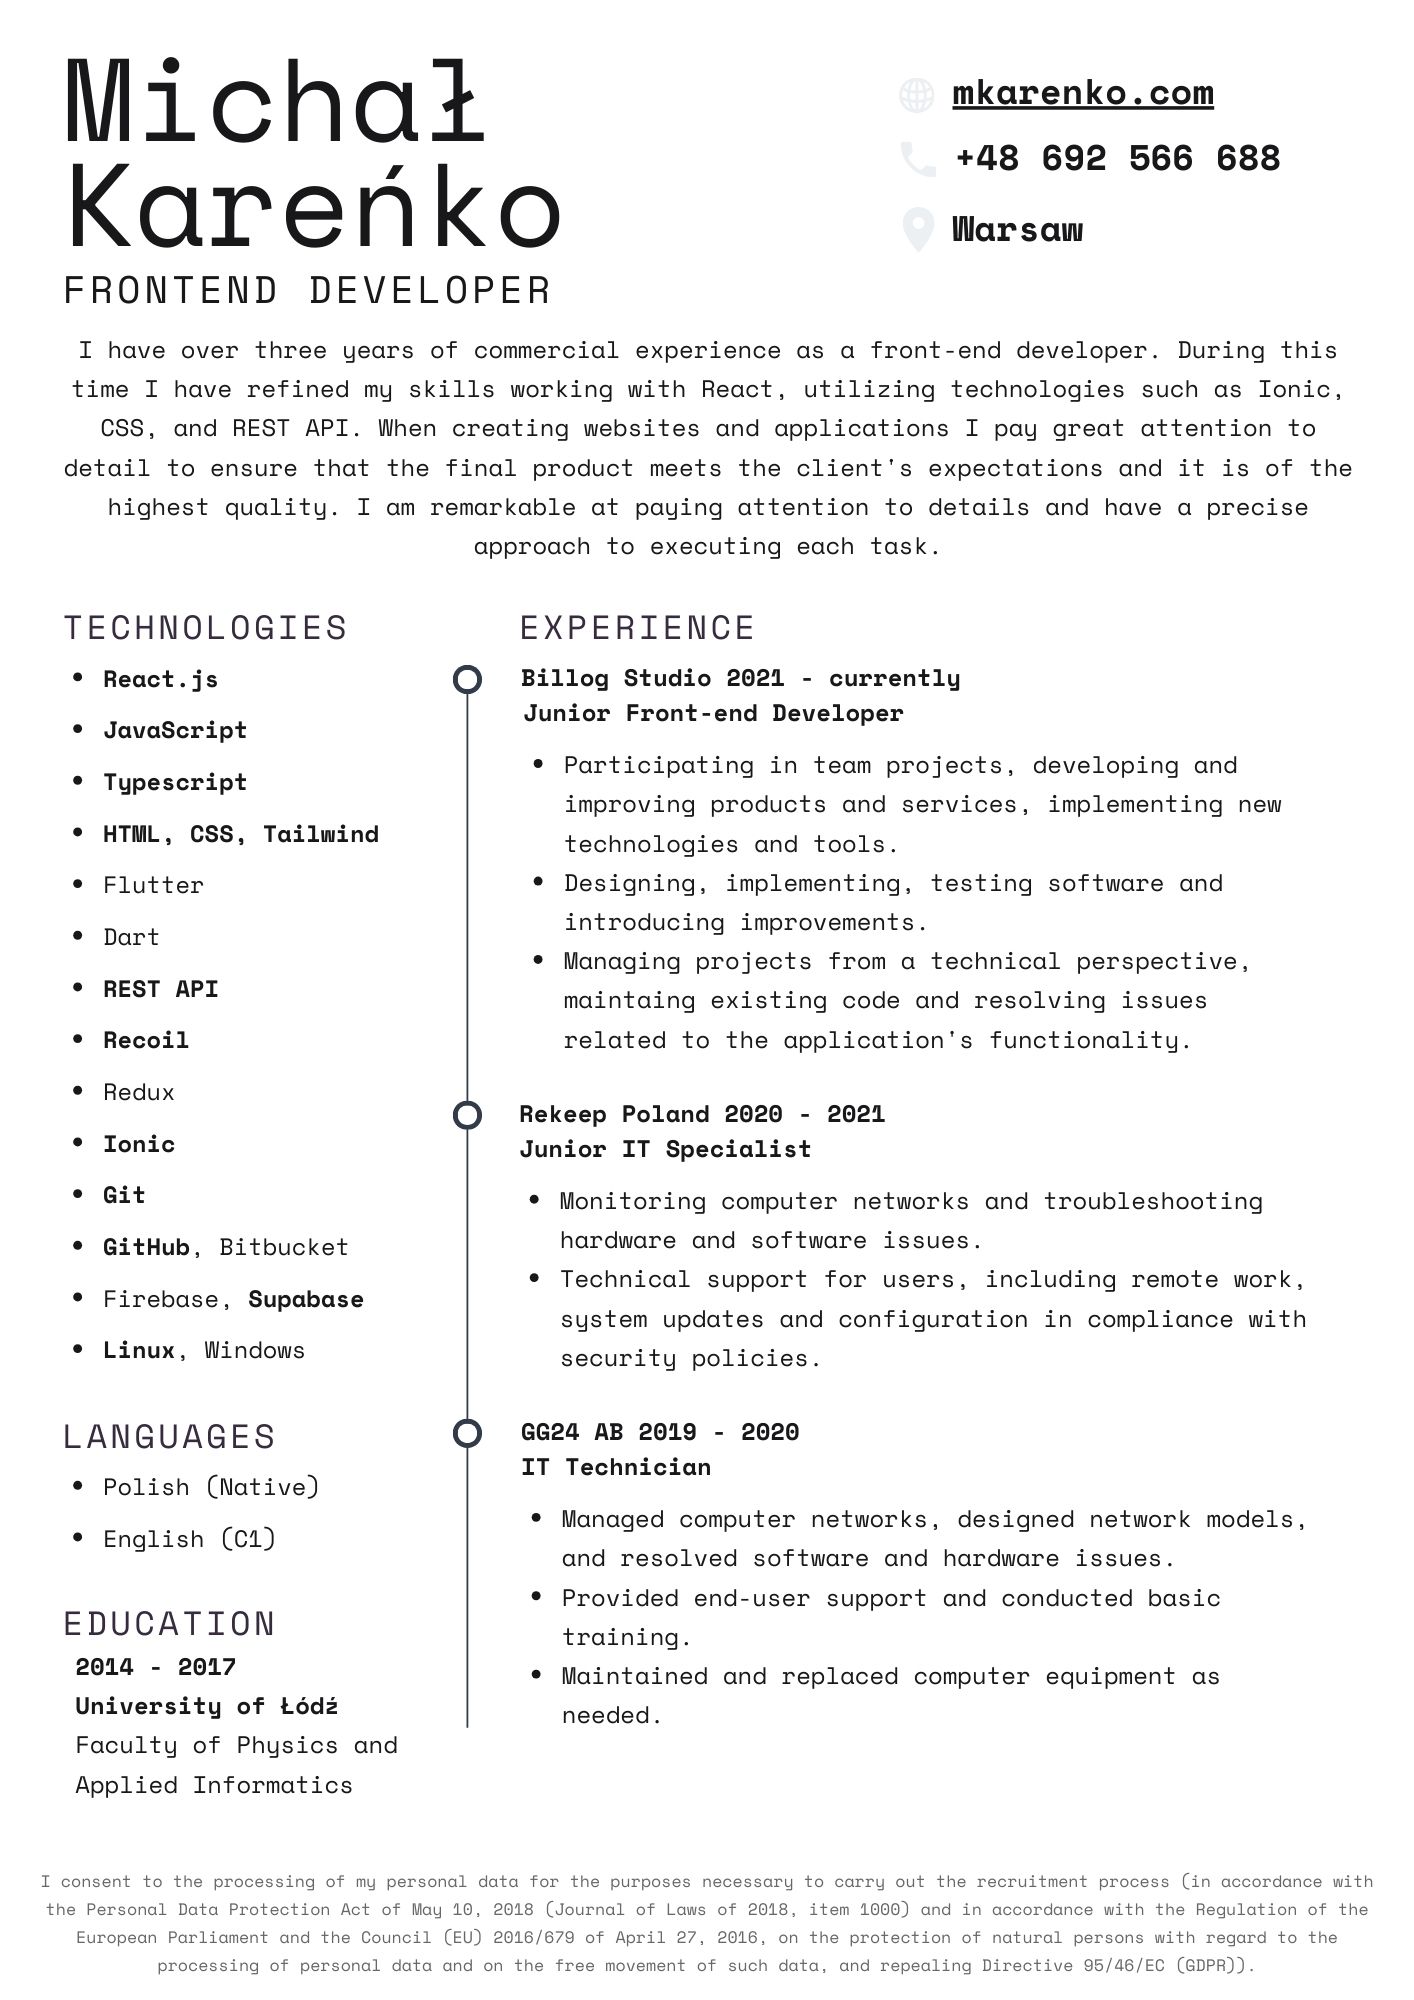 Michał
Kareńko
FRONTEND DEVELOPER
mkarenko.com
+48 692 566 688
Warsaw
I have over three years of commercial experience as a front-end developer. During this
time I have refined my skills working with React, utilizing technologies such as Ionic,
CSS, and REST API. When creating websites and applications I pay great attention to
detail to ensure that the final product meets the client's expectations and it is of the
highest quality. I am remarkable at paying attention to details and have a precise
approach to executing each task.
TECHNOLOGIES
• React.js
• JavaScript
• Typescript
• HTML, CSS, Tailwind
• Flutter
• Dart
• REST API
• Recoil
• Redux
• Ionic
• Git
• GitHub, Bitbucket
• Firebase, Supabase
• Linux, Windows
LANGUAGES
• Polish (Native)
• English (C1)
EDUCATION
2014 - 2017
University of Łódź
Faculty of Physics and
Applied Informatics
EXPERIENCE
Billog Studio 2021 - currently
Junior Front-end Developer
• Participating in team projects, developing and
improving products and services, implementing new
technologies and tools.
• Designing, implementing, testing software and
introducing improvements.
• Managing projects from a technical perspective,
maintaing existing code and resolving issues
related to the application's functionality.
Rekeep Poland 2020 - 2021
Junior IT Specialist
• Monitoring computer networks and troubleshooting
hardware and software issues.
• Technical support for users, including remote work,
system updates and configuration in compliance with
security policies.
GG24 AB 2019 - 2020
IT Technician
• Managed computer networks, designed network models,
and resolved software and hardware issues.
• Provided end-user support and conducted basic
training.
• Maintained and replaced computer equipment as
needed.
I consent to the processing of my personal data for the purposes necessary to carry out the recruitment process (in accordance with
the Personal Data Protection Act of May 10, 2018 (Journal of Laws of 2018, item 1000) and in accordance with the Regulation of the
European Parliament and the Council (EU) 2016/679 of April 27, 2016, on the protection of natural persons with regard to the
processing of personal data and on the free movement of such data, and repealing Directive 95/46/EC (GDPR)).